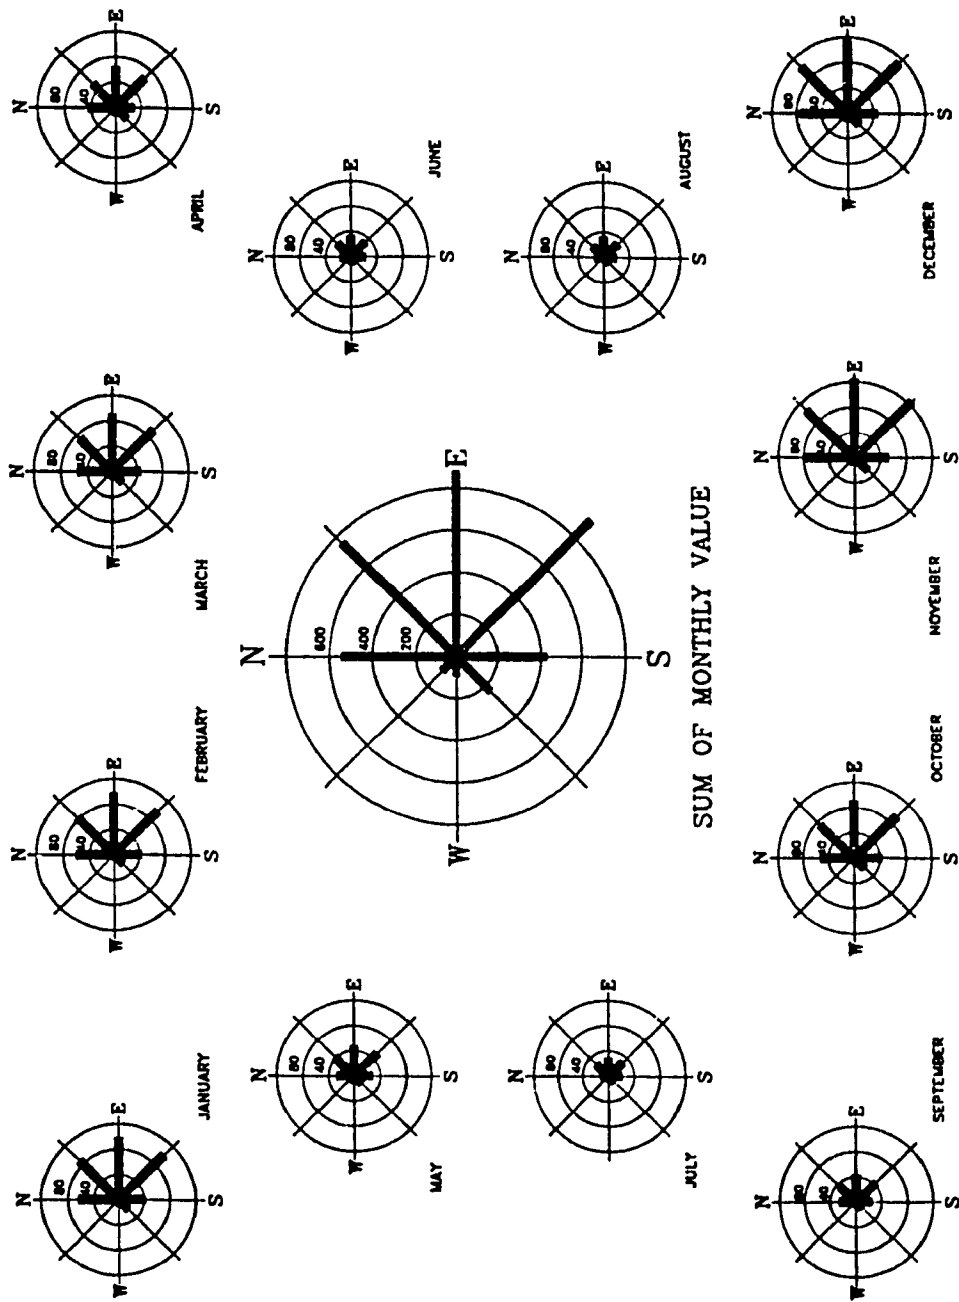 N
80
40
W
E
S
JANUARY
N
80
40
W
E
S
FEBRUARY
N
80
40
W
E
S
MARCH
N
80
40
W
E
S
APRIL
N
80
40
W
E
S
MAY
N
600
400
200
W
E
S
SUM OF MONTHLY VALUE
N
80
40
W
E
S
JUNE
N
80
40
E
S
JULY
N
80
40
W
E
S
AUGUST
N
80
40
W
E
S
SEPTEMBER
N
80
40
W
E
S
OCTOBER
N
80
40
W
E
S
NOVEMBER
N
80
40
W
E
S
DECEMBER